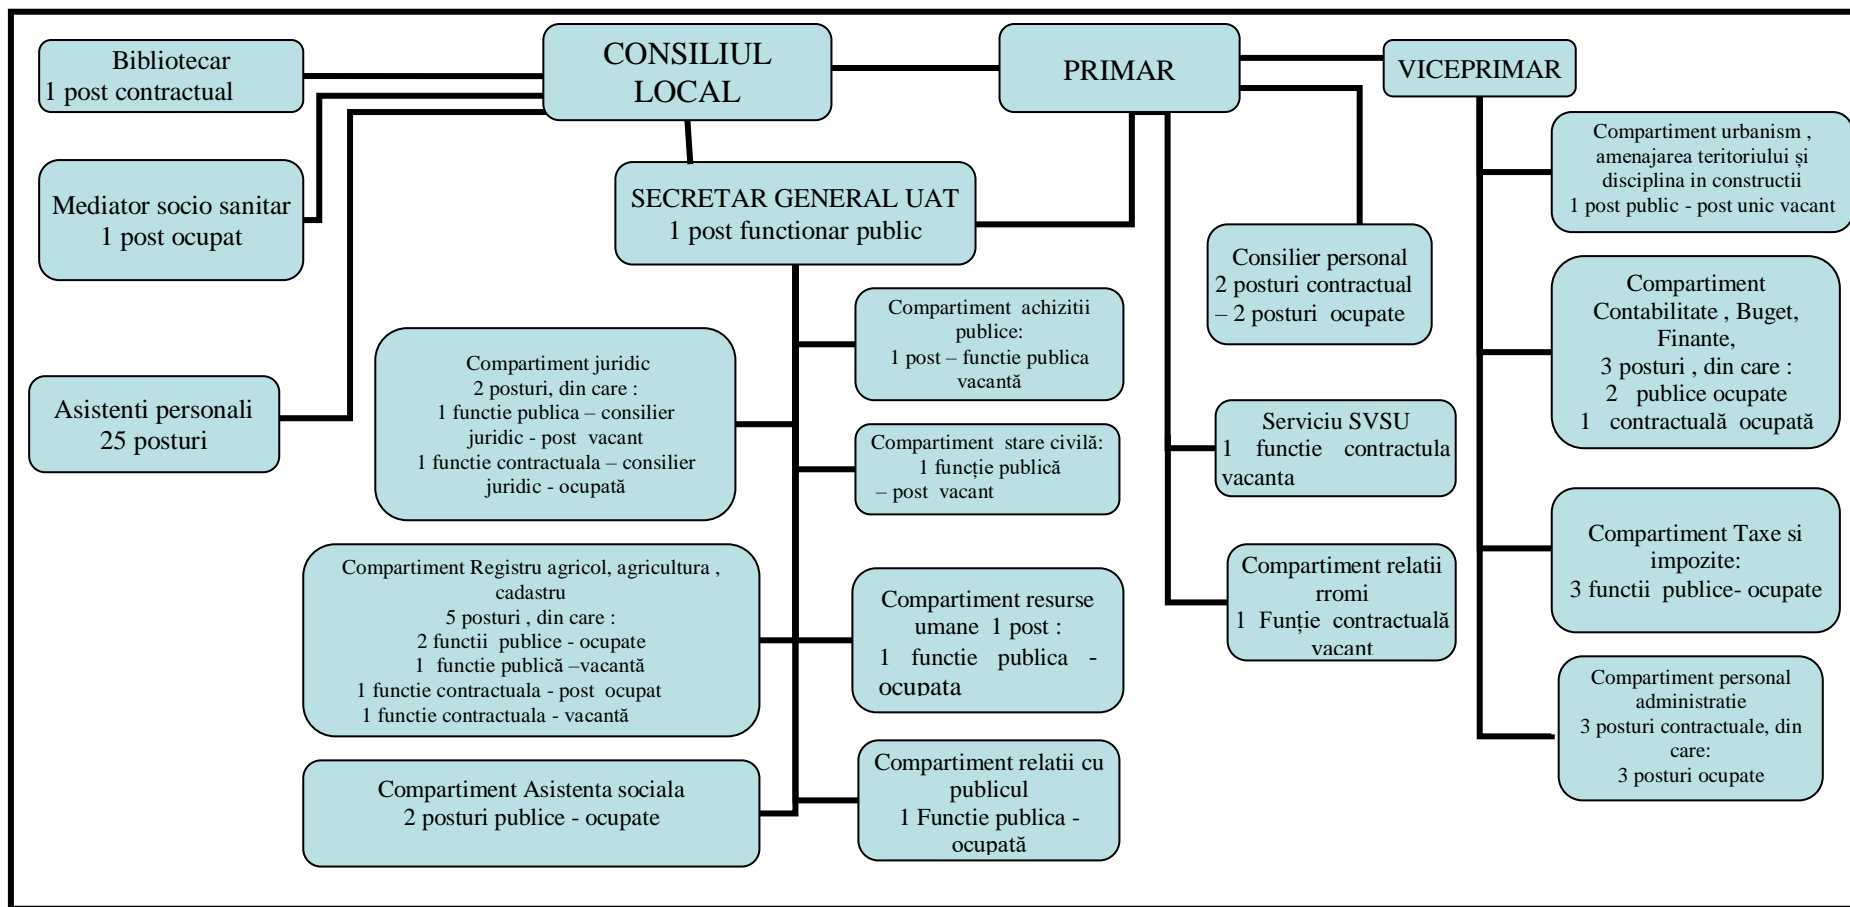 Bibliotecar
1 post contractual
CONSILIUL
LOCAL
PRIMAR
VICEPRIMAR
Mediator socio sanitar
1 post ocupat
SECRETAR GENERAL UAT
1 post functionar public
Compartiment urbanism ,
amenajarea teritoriului și
disciplina in constructii
1 post public - post unic vacant
Consilier personal
2 posturi contractual
– 2 posturi ocupate
Compartiment
Contabilitate , Buget,
Finante,
3 posturi , din care :
2 publice ocupate
1 contractuală ocupată
Asistenti personali
25 posturi
Compartiment juridic
2 posturi, din care :
1 functie publica – consilier
juridic - post vacant
1 functie contractuala – consilier
juridic - ocupată
Compartiment achizitii
publice:
1 post – functie publica
vacantă
Compartiment stare civilă:
1 funcție publică
– post vacant
Serviciu SVSU
1 functie contractula
vacanta
Compartiment Registru agricol, agricultura ,
cadastru
5 posturi , din care :
2 functii publice - ocupate
1 functie publică –vacantă
1 functie contractuala - post ocupat
1 functie contractuala - vacantă
Compartiment resurse
umane 1 post :
1 functie publica -
ocupata
Compartiment relatii
rromi
1 Funție contractuală
vacant
Compartiment Taxe si
impozite:
3 functii publice- ocupate
Compartiment Asistenta sociala
2 posturi publice - ocupate
Compartiment relatii cu
publicul
1 Functie publica -
ocupată
Compartiment personal
administratie
3 posturi contractuale, din
care:
3 posturi ocupate